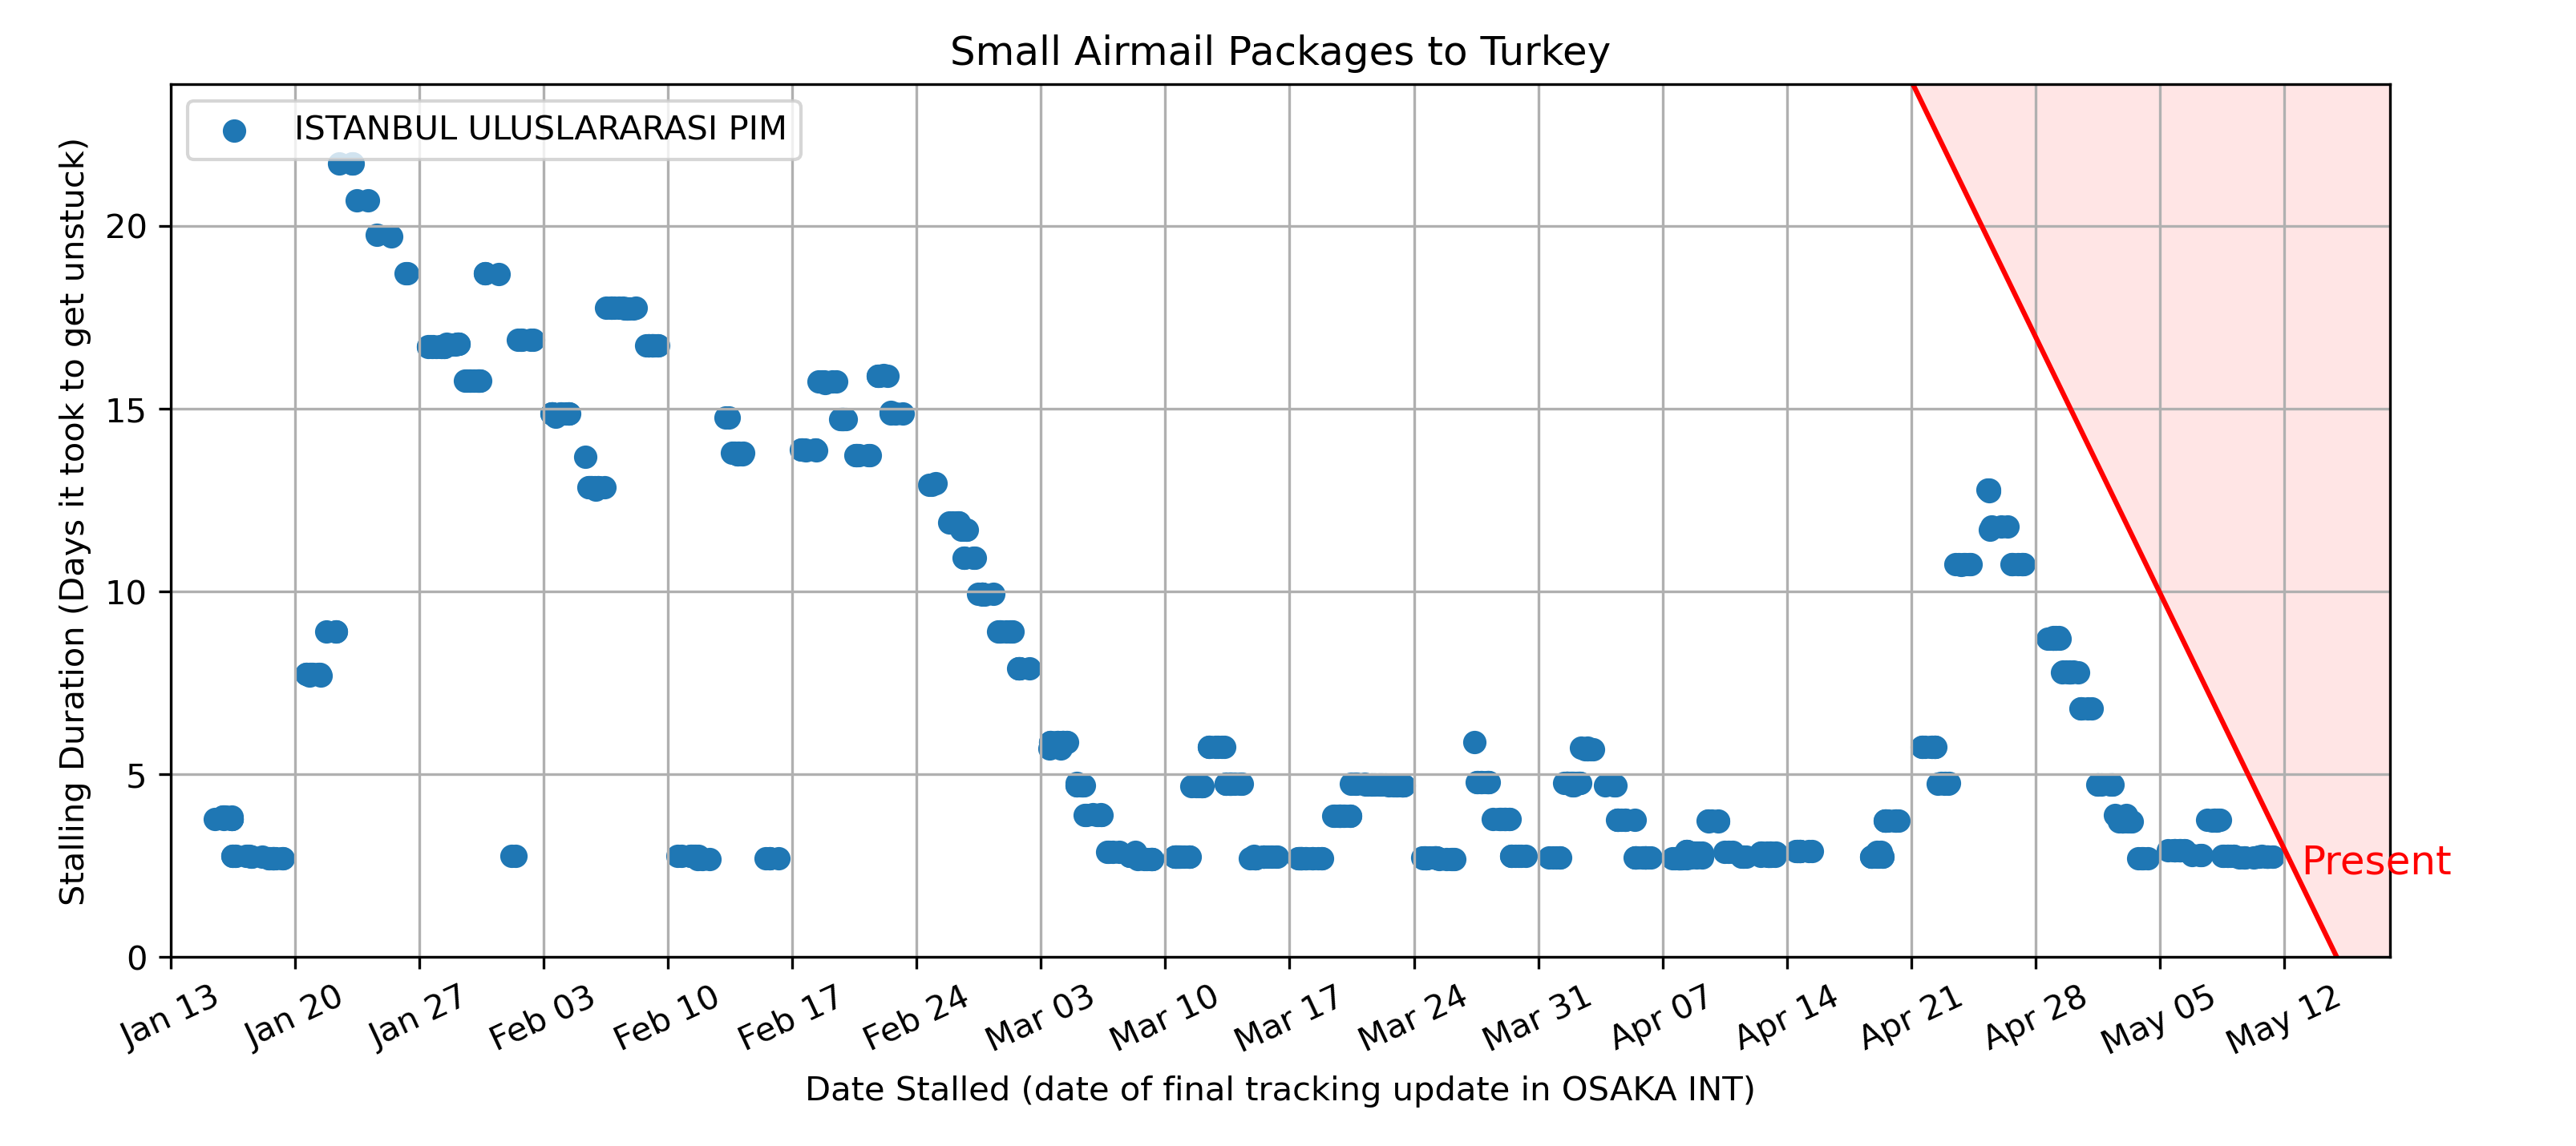 Small Airmail Packages to Turkey
ISTANBUL ULUSLARARASI PIM
Stalling Duration (Days it took to get unstuck)
20
15
10
5
0
Present
Jan 13
Jan 20
Jan 27
Feb 03
Feb 10
Feb 17
Feb 24
Mar 03
Mar 10
Mar 17
Mar 24
Mar 31
Apr 07
Apr 14
Apr 21
Apr 28
May 05
May 12
Date Stalled (date of final tracking update in OSAKA INT)